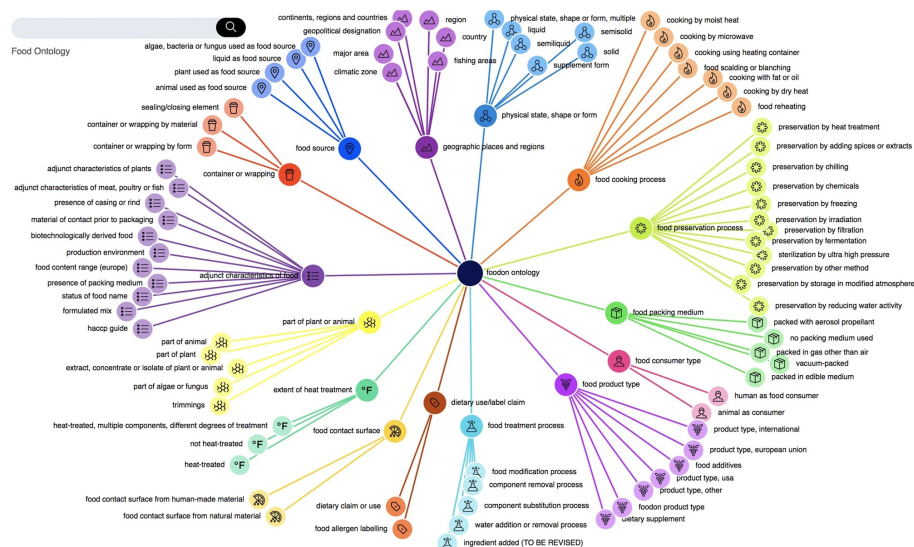 Food Ontology
continents, regions and countries
geopolitical designation
major area
climatic zone
region
country
fishing areas
geographic places and regions
physical state, shape or form, multiple
liquid
semiliquid
semisolid
solid
supplement form
physical state, shape or form
cooking by moist heat
cooking by microwave
cooking using heating container
food scalding or blanching
cooking with fat or oil
cooking by dry heat
food reheating
food cooking process
algae, bacteria or fungus used as food source
liquid as food source
plant used as food source
animal used as food source
food source
sealing/closing element
container or wrapping by material
container or wrapping by form
container or wrapping
preservation by heat treatment
preservation by adding spices or extracts
preservation by chilling
preservation by chemicals
preservation by freezing
preservation by irradiation
preservation by filtration
preservation by fermentation
sterilization by ultra high pressure
preservation by other method
preservation by storage in modified atmosphere
preservation by reducing water activity
food preservation process
adjunct characteristics of plants
adjunct characteristics of meat, poultry or fish
presence of casing or rind
material of contact prior to packaging
biotechnologically derived food
production environment
food content range (europe)
presence of packing medium
status of food name
formulated mix
haccp guide
adjunct characteristics of food
foodon ontology
food packing medium
packed with aerosol propellant
no packing medium used
packed in gas other than air
vacuum-packed
packed in edible medium
part of plant or animal
part of animal
part of plant
extract, concentrate or isolate of plant or animal
part of algae or fungus
trimmings
food consumer type
human as food consumer
animal as consumer
extent of heat treatment
°F
heat-treated, multiple components, different degrees of treatment
°F
not heat-treated
°F
heat-treated
°F
food product type
product type, international
product type, european union
food additives
product type, usa
product type, other
foodon product type
dietary supplement
dietary use/label claim
dietary claim or use
food allergen labelling
food contact surface
food contact surface from human-made material
food contact surface from natural material
food treatment process
food modification process
component removal process
component substitution process
water addition or removal process
ingredient added (TO BE REVISED)